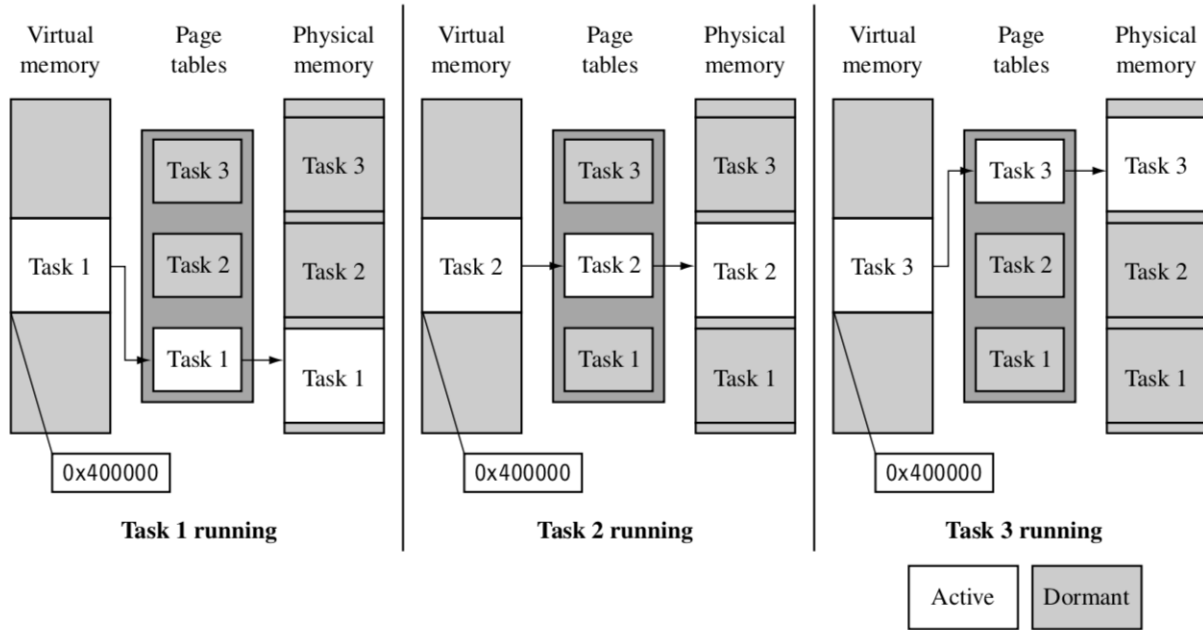 Virtual memory
Page tables
Physical memory
Task 3
Task 3
Task 1
Task 2
Task 2
Task 1
Task 1
0x400000
Task 1 running
Virtual memory
Page tables
Physical memory
Task 3
Task 3
Task 2
Task 2
Task 2
Task 1
Task 1
0x400000
Task 2 running
Virtual memory
Page tables
Physical memory
Task 3
Task 3
Task 3
Task 2
Task 2
Task 1
Task 1
0x400000
Task 3 running
Active
Dormant